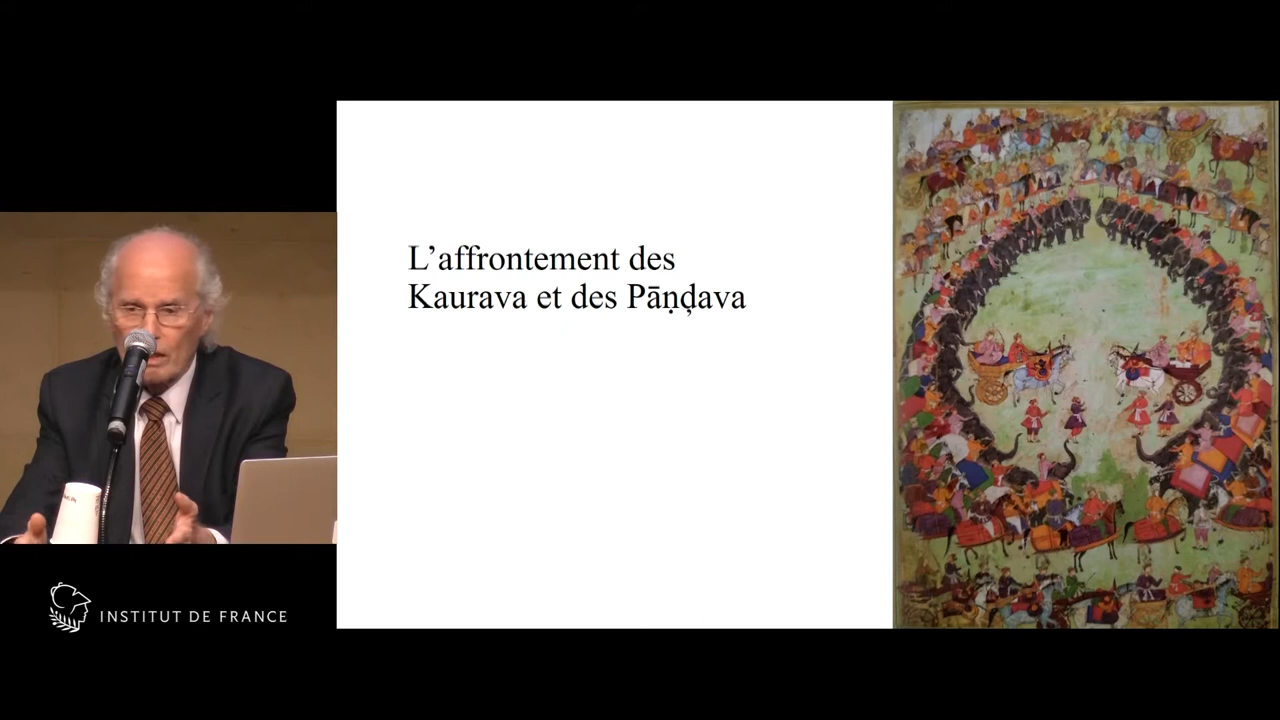 L’affrontement des
Kaurava et des Pāṇḍava
INSTITUT DE FRANCE